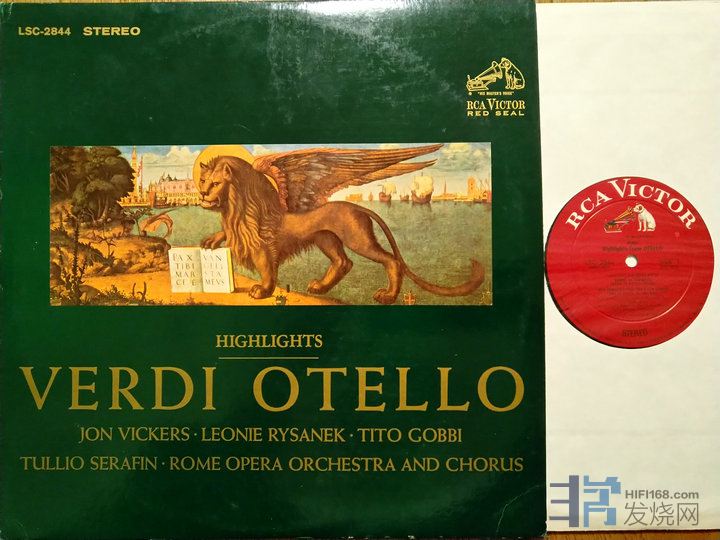 LSC-2844 STEREO
"HIS MASTER'S VOICE"
RCA VICTOR
RED SEAL
PAX
TIBI
MAR
CE E
VAN
GELI
STA
MEVS
HIGHLIGHTS
VERDI OTELLO
JON VICKERS · LEONIE RYSANEK · TITO GOBBI
TULLIO SERAFIN · ROME OPERA ORCHESTRA AND CHORUS
RCA VICTOR
STEREO
HIFI168.com
发烧网